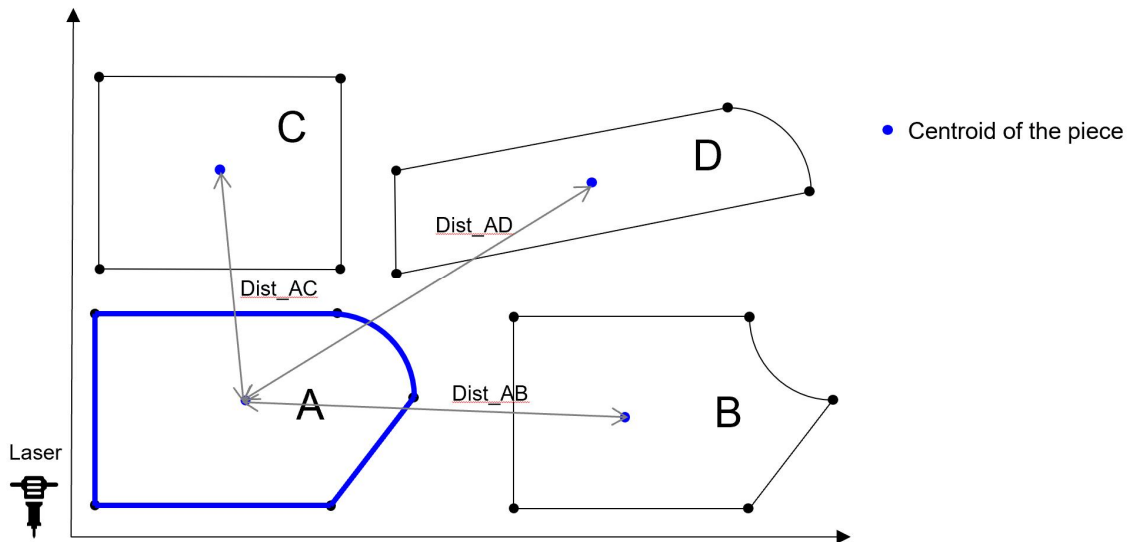 C
D
Centroid of the piece
Dist_AD
Dist_AC
Dist_AB
A
B
Laser